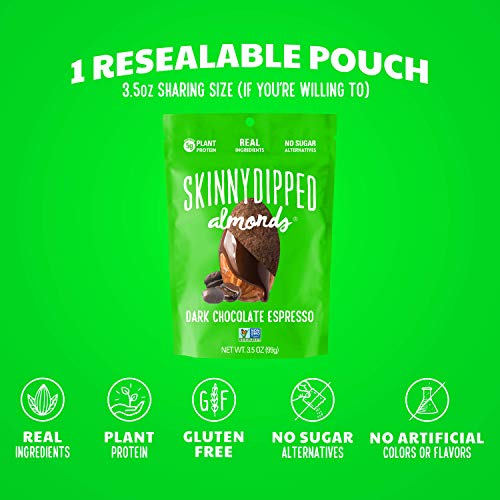 1 RESEALABLE POUCH
3.5oz SHARING SIZE (IF YOU'RE WILLING TO)
PLANT PROTEIN
REAL INGREDIENTS
NO SUGAR ALTERNATIVES
SKINNYDIPPED
almonds®
DARK CHOCOLATE ESPRESSO
NET WT. 3.5 OZ (99g)
G F
REAL
INGREDIENTS
PLANT
PROTEIN
GLUTEN
FREE
NO SUGAR
ALTERNATIVES
NO ARTIFICIAL
COLORS OR FLAVORS